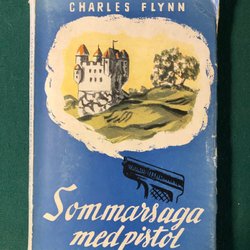 CHARLES FLYNN
Sommarsaga
med pistol